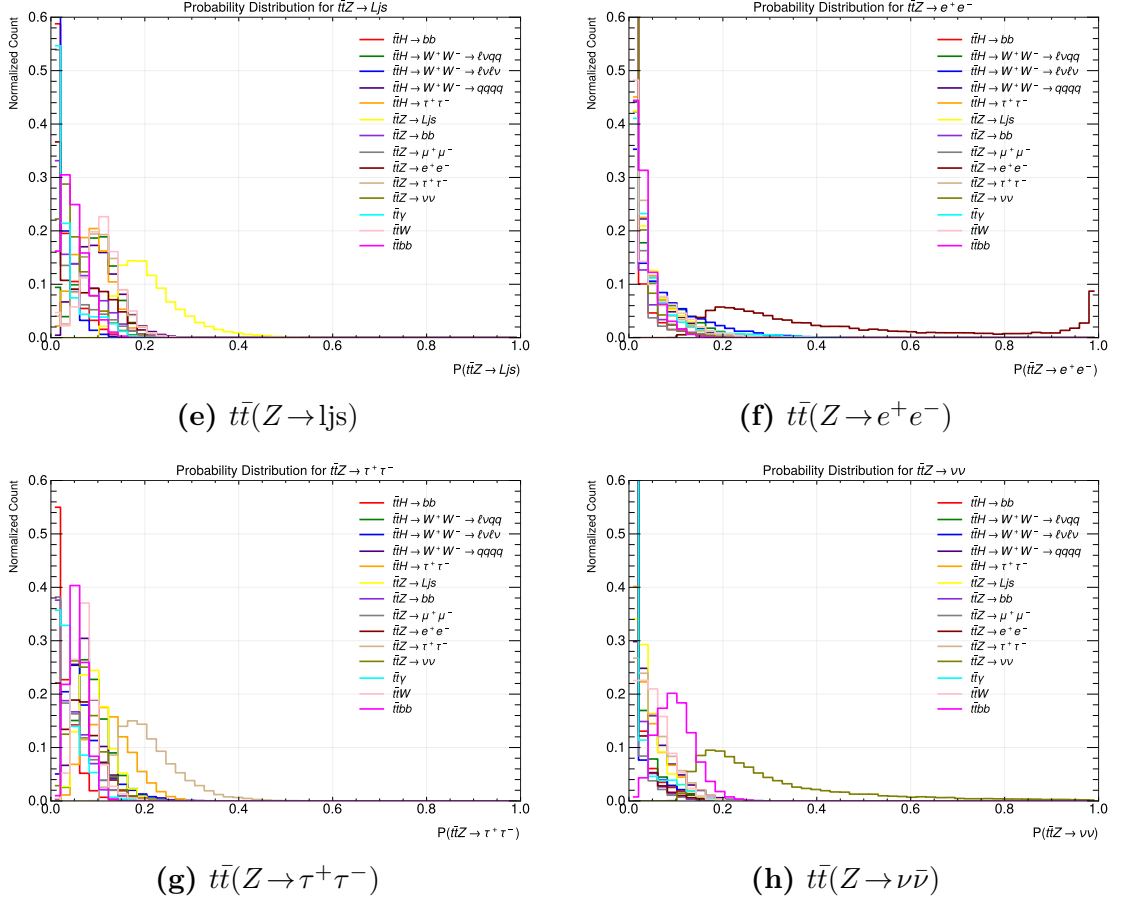 Probability Distribution for tt̄Z → Ljs
Normalized Count
0.6
0.5
0.4
0.3
0.2
0.1
0.0
0.0 0.2 0.4 0.6 0.8 1.0
P(tt̄Z → Ljs)
tt̄H → bb
tt̄H → W⁺W⁻ → ℓνqq
tt̄H → W⁺W⁻ → ℓνℓν
tt̄H → W⁺W⁻ → qqqq
tt̄H → τ⁺τ⁻
tt̄Z → Ljs
tt̄Z → bb
tt̄Z → μ⁺μ⁻
tt̄Z → e⁺e⁻
tt̄Z → τ⁺τ⁻
tt̄Z → νν
tt̄γ
tt̄W
tt̄bb
(e) tt̄(Z → ljs)
Probability Distribution for tt̄Z → e⁺e⁻
Normalized Count
0.6
0.5
0.4
0.3
0.2
0.1
0.0
0.0 0.2 0.4 0.6 0.8 1.0
P(tt̄Z → e⁺e⁻)
tt̄H → bb
tt̄H → W⁺W⁻ → ℓνqq
tt̄H → W⁺W⁻ → ℓνℓν
tt̄H → W⁺W⁻ → qqqq
tt̄H → τ⁺τ⁻
tt̄Z → Ljs
tt̄Z → bb
tt̄Z → μ⁺μ⁻
tt̄Z → e⁺e⁻
tt̄Z → τ⁺τ⁻
tt̄Z → νν
tt̄γ
tt̄W
tt̄bb
(f) tt̄(Z → e⁺e⁻)
Probability Distribution for tt̄Z → τ⁺τ⁻
Normalized Count
0.6
0.5
0.4
0.3
0.2
0.1
0.0
0.0 0.2 0.4 0.6 0.8 1.0
P(tt̄Z → τ⁺τ⁻)
tt̄H → bb
tt̄H → W⁺W⁻ → ℓνqq
tt̄H → W⁺W⁻ → ℓνℓν
tt̄H → W⁺W⁻ → qqqq
tt̄H → τ⁺τ⁻
tt̄Z → Ljs
tt̄Z → bb
tt̄Z → μ⁺μ⁻
tt̄Z → e⁺e⁻
tt̄Z → τ⁺τ⁻
tt̄Z → νν
tt̄γ
tt̄W
tt̄bb
(g) tt̄(Z → τ⁺τ⁻)
Probability Distribution for tt̄Z → νν
Normalized Count
0.6
0.5
0.4
0.3
0.2
0.1
0.0
0.0 0.2 0.4 0.6 0.8 1.0
P(tt̄Z → νν)
tt̄H → bb
tt̄H → W⁺W⁻ → ℓνqq
tt̄H → W⁺W⁻ → ℓνℓν
tt̄H → W⁺W⁻ → qqqq
tt̄H → τ⁺τ⁻
tt̄Z → Ljs
tt̄Z → bb
tt̄Z → μ⁺μ⁻
tt̄Z → e⁺e⁻
tt̄Z → τ⁺τ⁻
tt̄Z → νν
tt̄γ
tt̄W
tt̄bb
(h) tt̄(Z → νν̄)